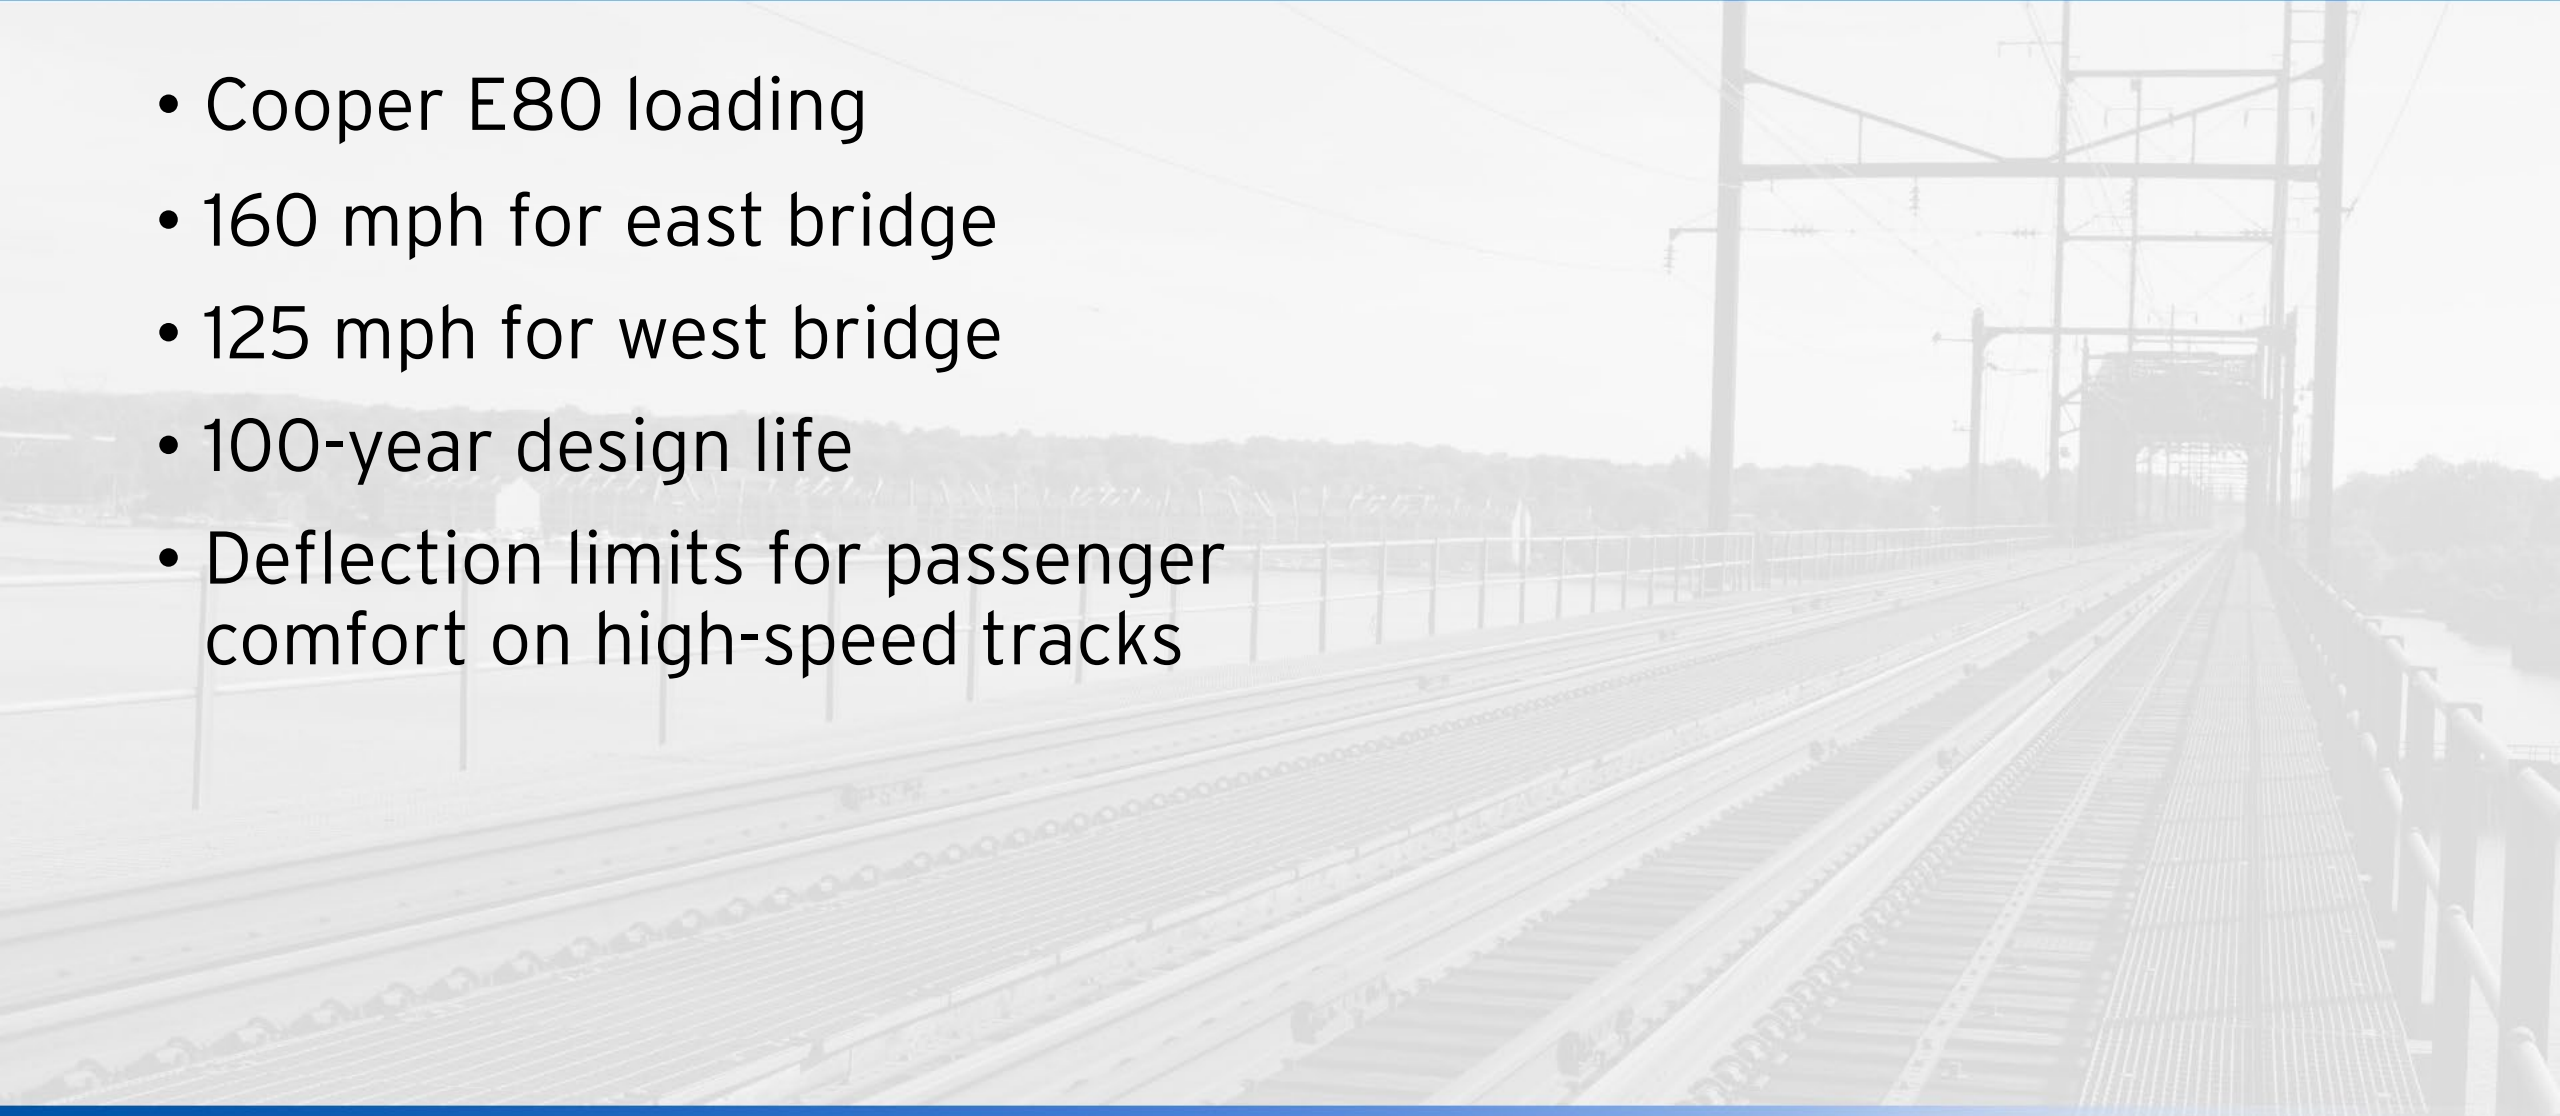 • Cooper E80 loading
• 160 mph for east bridge
• 125 mph for west bridge
• 100-year design life
• Deflection limits for passenger
comfort on high-speed tracks